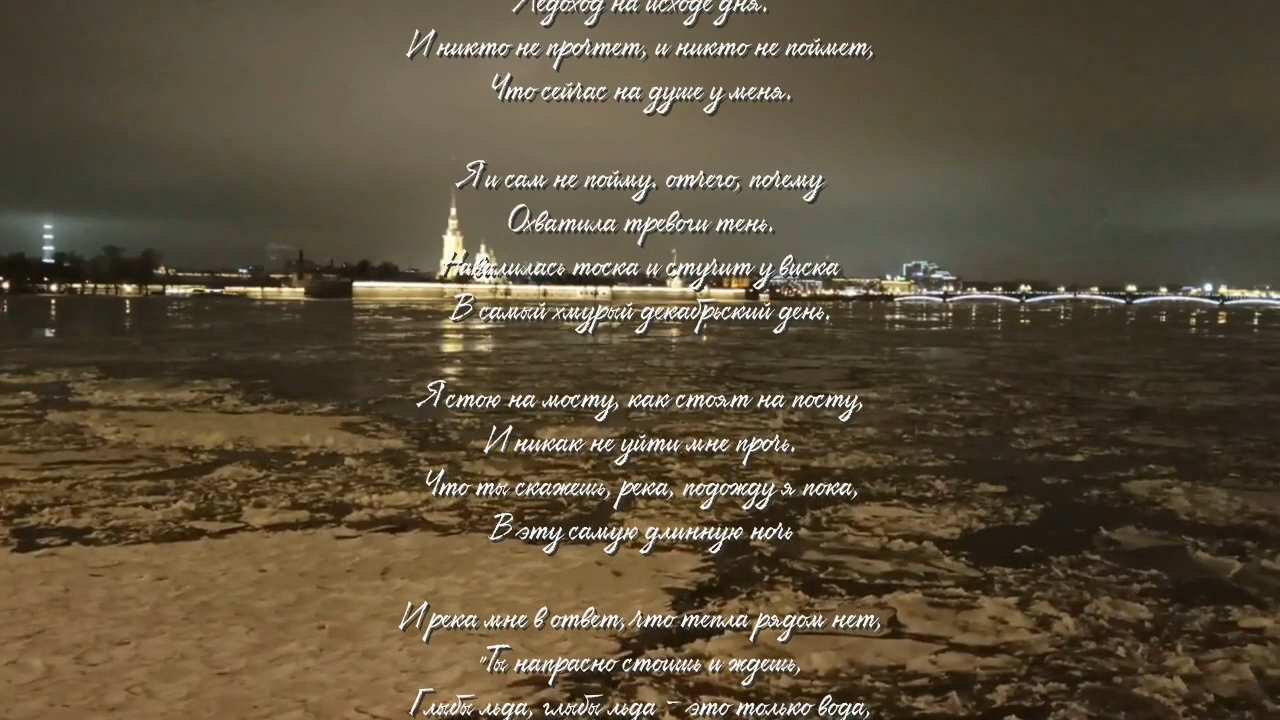 Ледоход на исходе дня.
И никто не прочтет, и никто не поймет,
Что сейчас на душе у меня.
Я и сам не пойму. отчего, почему
Охватила тревоги тень.
Навалилась тоска и стучит у виска
В самый хмурый декабрьский день.
Я стою на мосту, как стоят на посту,
И никак не уйти мне прочь.
Что ты скажешь, река, подожду я пока,
В эту самую длинную ночь
И река мне в ответ, что тепла рядом нет,
"Ты напрасно стоишь и ждешь,
Глыбы льда, глыбы льда - это только вода,